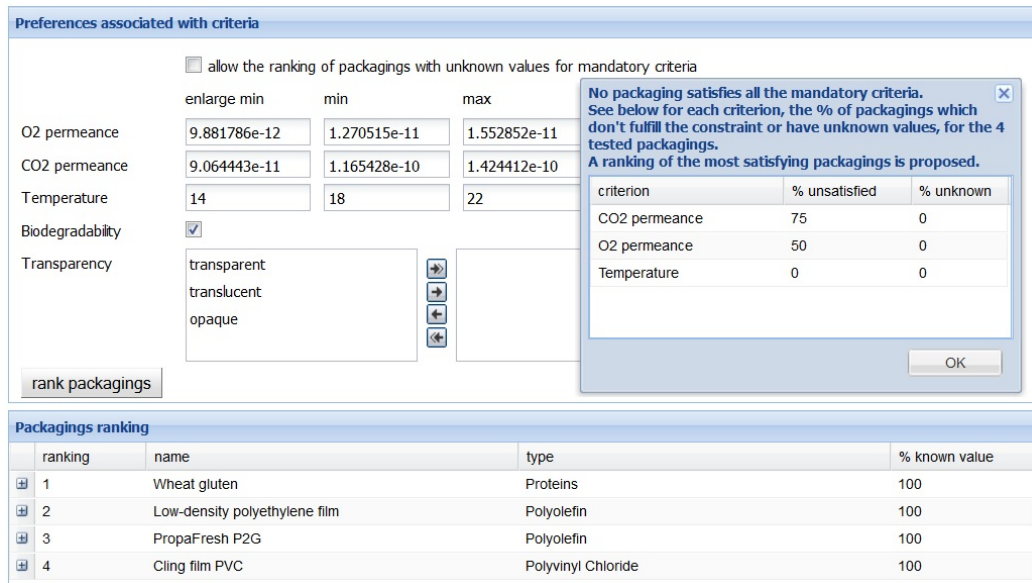 Preferences associated with criteria
allow the ranking of packagings with unknown values for mandatory criteria
enlarge min min max
O2 permeance 9.881786e-12 1.270515e-11 1.552852e-11
CO2 permeance 9.064443e-11 1.165428e-10 1.424412e-10
Temperature 14 18 22
Biodegradability
Transparency
transparent
translucent
opaque
rank packagings
No packaging satisfies all the mandatory criteria.
See below for each criterion, the % of packagings which
don't fulfill the constraint or have unknown values, for the 4
tested packagings.
A ranking of the most satisfying packagings is proposed.
criterion % unsatisfied % unknown
CO2 permeance 75 0
O2 permeance 50 0
Temperature 0 0
OK
Packagings ranking
ranking name type % known value
1 Wheat gluten Proteins 100
2 Low-density polyethylene film Polyolefin 100
3 PropaFresh P2G Polyolefin 100
4 Cling film PVC Polyvinyl Chloride 100